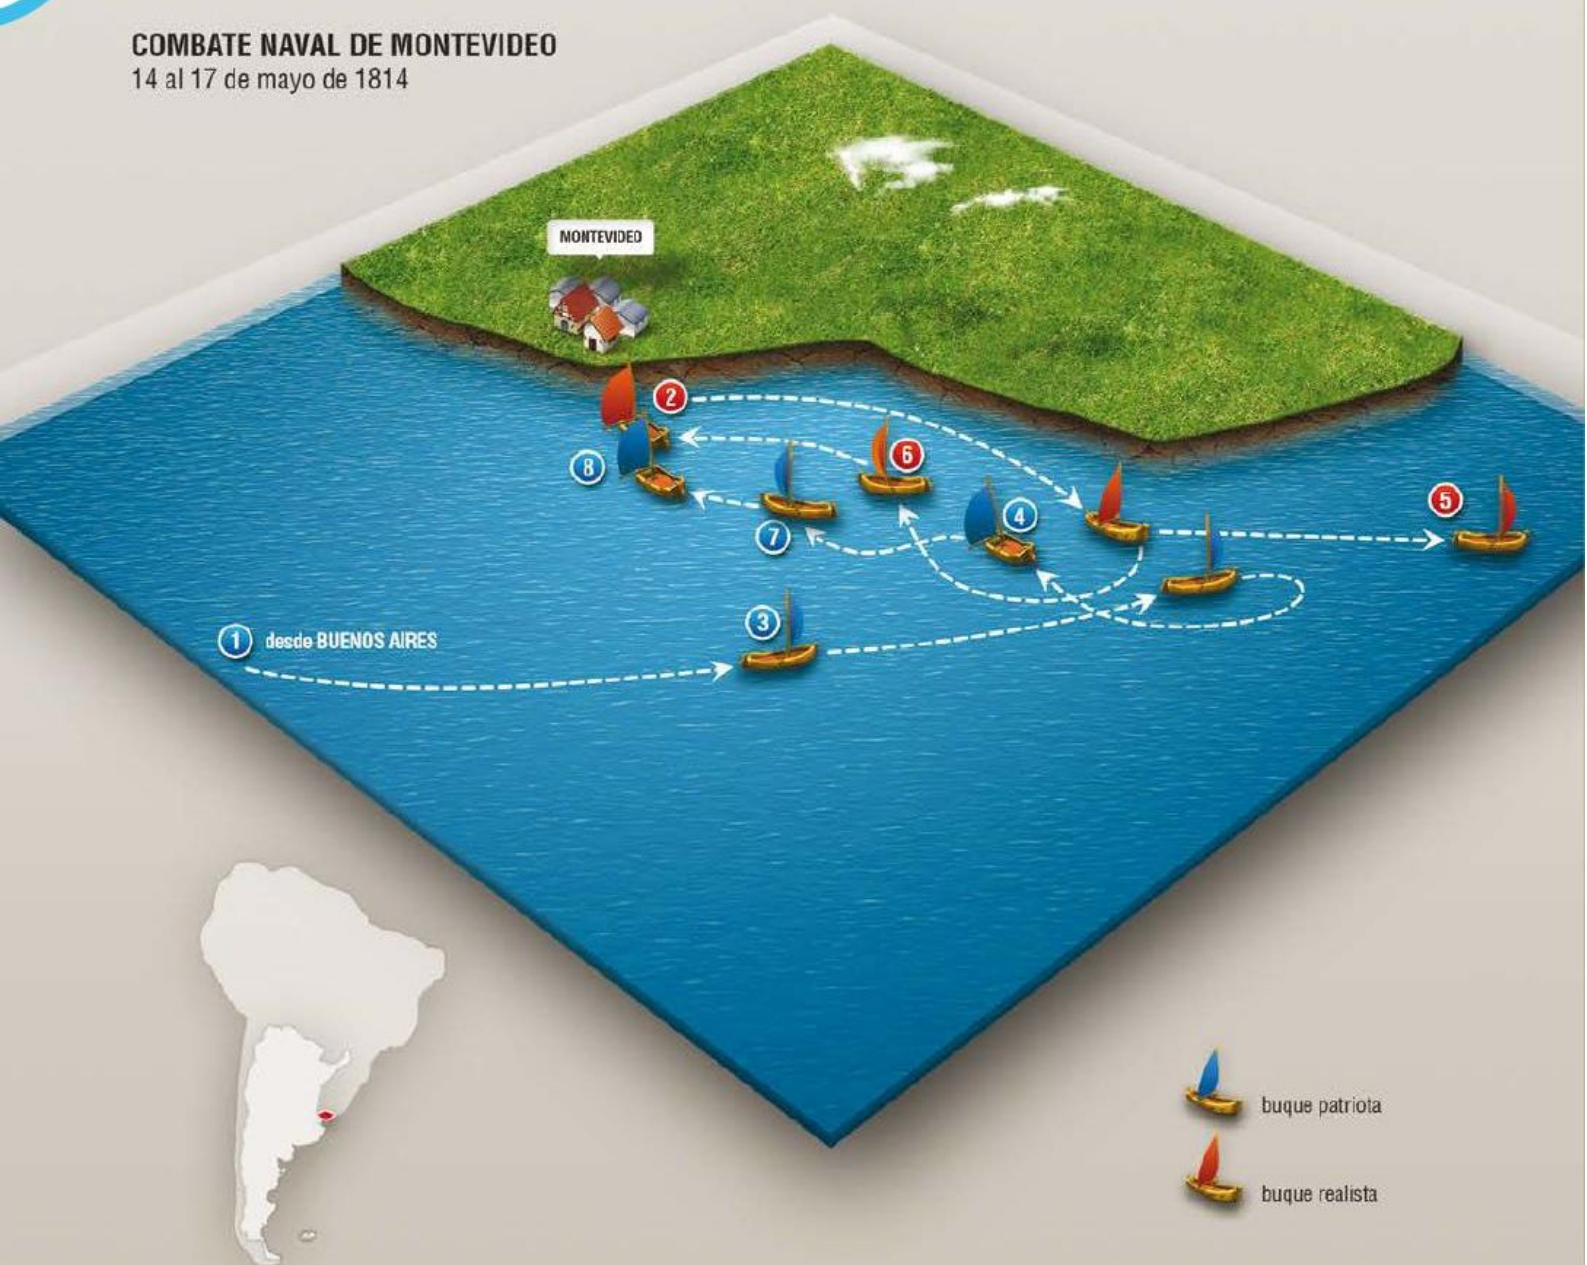 COMBATE NAVAL DE MONTEVIDEO
14 al 17 de mayo de 1814
MONTEVIDEO
2
6
8
5
4
7
3
1 desde BUENOS AIRES
buque patriota
buque realista